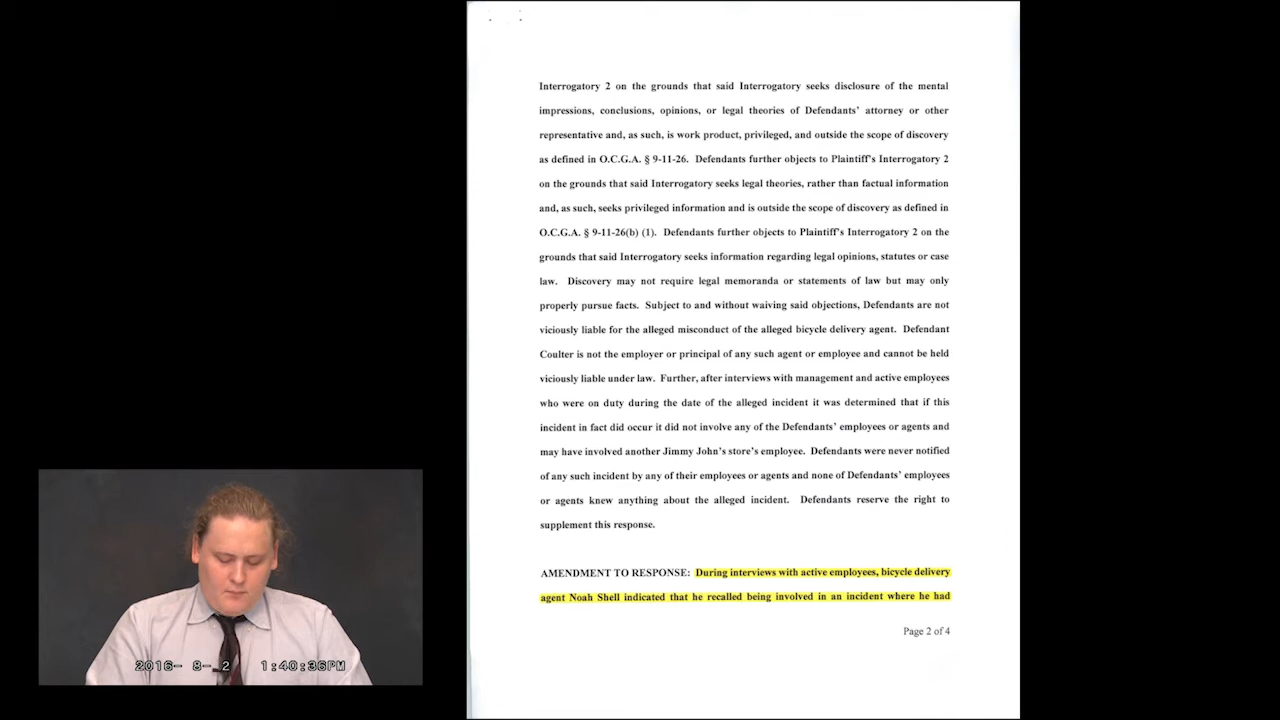 Interrogatory 2 on the grounds that said Interrogatory seeks disclosure of the mental
impressions, conclusions, opinions, or legal theories of Defendants' attorney or other
representative and, as such, is work product, privileged, and outside the scope of discovery
as defined in O.C.G.A. § 9-11-26. Defendants further objects to Plaintiff's Interrogatory 2
on the grounds that said Interrogatory seeks legal theories, rather than factual information
and, as such, seeks privileged information and is outside the scope of discovery as defined in
O.C.G.A. § 9-11-26(b) (1). Defendants further objects to Plaintiff's Interrogatory 2 on the
grounds that said Interrogatory seeks information regarding legal opinions, statutes or case
law. Discovery may not require legal memoranda or statements of law but may only
properly pursue facts. Subject to and without waiving said objections, Defendants are not
viciously liable for the alleged misconduct of the alleged bicycle delivery agent. Defendant
Coulter is not the employer or principal of any such agent or employee and cannot be held
viciously liable under law. Further, after interviews with management and active employees
who were on duty during the date of the alleged incident it was determined that if this
incident in fact did occur it did not involve any of the Defendants' employees or agents and
may have involved another Jimmy John's store's employee. Defendants were never notified
of any such incident by any of their employees or agents and none of Defendants' employees
or agents knew anything about the alleged incident. Defendants reserve the right to
supplement this response.
AMENDMENT TO RESPONSE: During interviews with active employees, bicycle delivery
agent Noah Shell indicated that he recalled being involved in an incident where he had
Page 2 of 4
2016- 8- 2 1:40:36PM